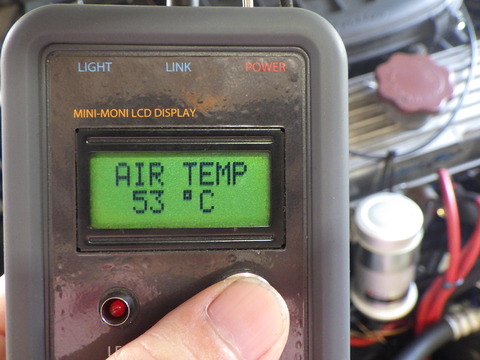 LIGHT LINK POWER
MINI-MONI LCD DISPLAY
AIR TEMP
53 °C